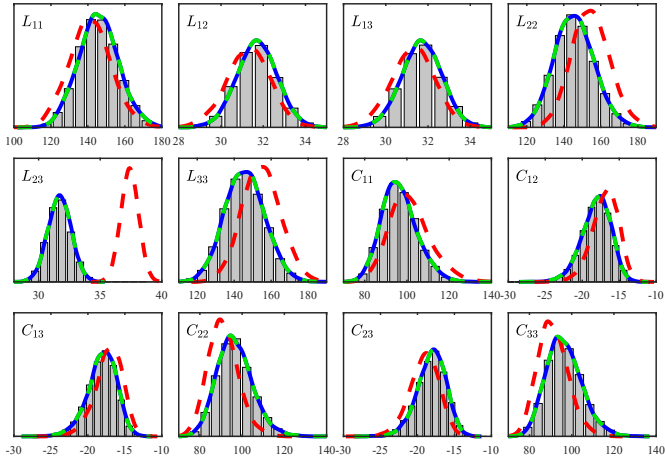 L₁₁ L₁₂ L₁₃ L₂₂
100 120 140 160 180 28 30 32 34 28 30 32 34 120 140 160 180
L₂₃ L₃₃ C₁₁ C₁₂
30 35 40 120 140 160 180 80 100 120 140 -30 -25 -20 -15 -10
C₁₃ C₂₂ C₂₃ C₃₃
-30 -25 -20 -15 -10 80 100 120 140 -30 -25 -20 -15 -10 80 100 120 140